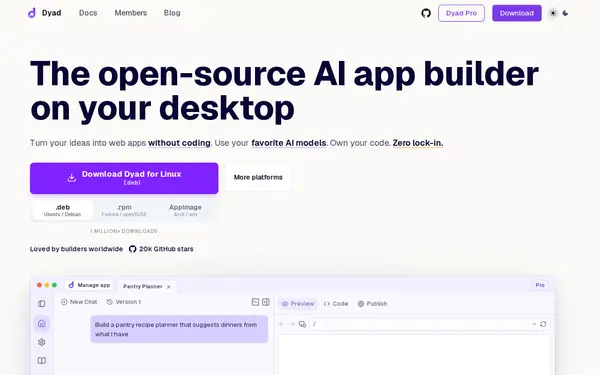 Dyad Docs Members Blog Dyad Pro Download
The open-source AI app builder
on your desktop
Turn your ideas into web apps without coding. Use your favorite AI models. Own your code. Zero lock-in.
Download Dyad for Linux
(.deb)
More platforms
.deb .rpm AppImage
Ubuntu / Debian Fedora / openSUSE Arch / any
1 MILLION+ DOWNLOADS
Loved by builders worldwide 20k GitHub stars
Manage app Pantry Planner Pro
New Chat Version 1 Preview Code Publish
Build a pantry recipe planner that suggests dinners from
what I have
/